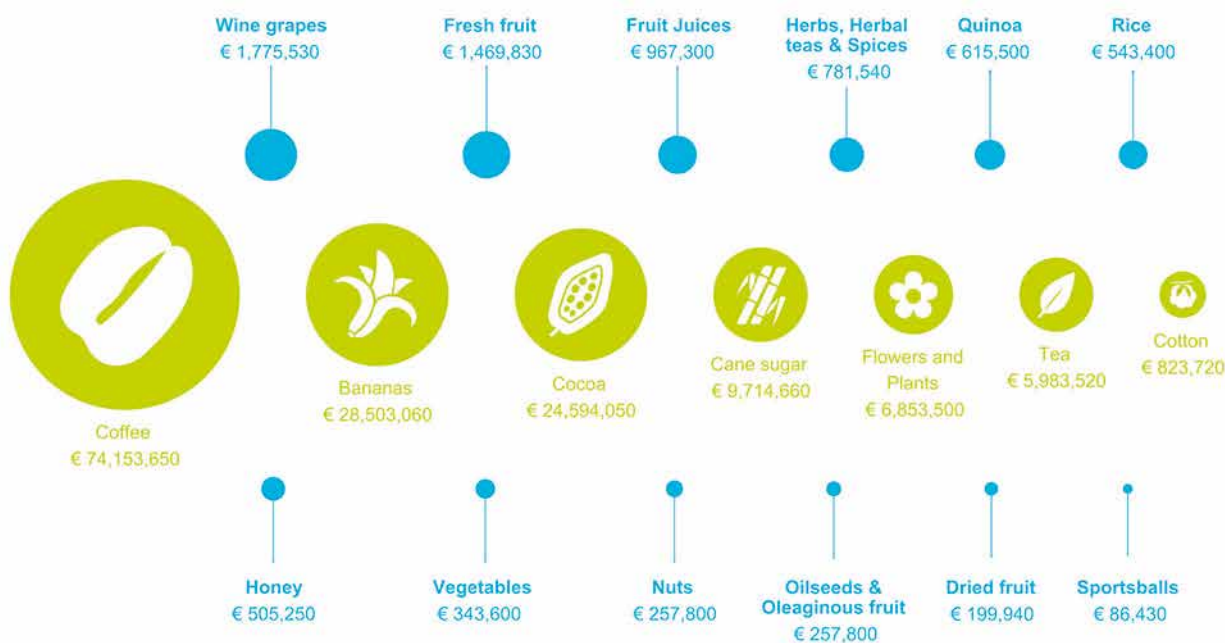 Wine grapes
€ 1,775,530
Fresh fruit
€ 1,469,830
Fruit Juices
€ 967,300
Herbs, Herbal
teas & Spices
€ 781,540
Quinoa
€ 615,500
Rice
€ 543,400
Coffee
€ 74,153,650
Bananas
€ 28,503,060
Cocoa
€ 24,594,050
Cane sugar
€ 9,714,660
Flowers and
Plants
€ 6,853,500
Tea
€ 5,983,520
Cotton
€ 823,720
Honey
€ 505,250
Vegetables
€ 343,600
Nuts
€ 257,800
Oilseeds &
Oleaginous fruit
€ 257,800
Dried fruit
€ 199,940
Sportsballs
€ 86,430